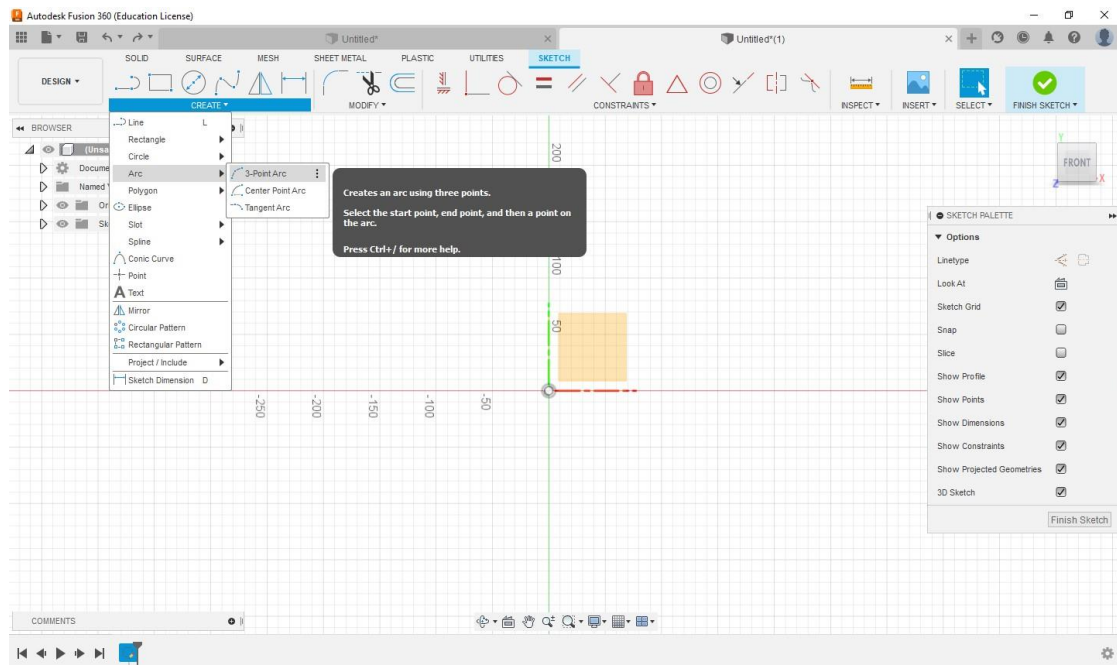 Autodesk Fusion 360 (Education License)
Untitled*
Untitled*(1)
SOLID SURFACE MESH SHEET METAL PLASTIC UTILITIES SKETCH
DESIGN
CREATE MODIFY CONSTRAINTS INSPECT INSERT SELECT FINISH SKETCH
BROWSER
(Unsa
Docume
Named
Or
Sk
Line L
Rectangle
Circle
Arc
Polygon
Ellipse
Slot
Spline
Conic Curve
Point
Text
Mirror
Circular Pattern
Rectangular Pattern
Project / Include
Sketch Dimension D
3-Point Arc
Center Point Arc
Tangent Arc
Creates an arc using three points.
Select the start point, end point, and then a point on
the arc.
Press Ctrl+/ for more help.
200
100
50
-250 -200 -150 -100 -50
Y
FRONT
Z X
SKETCH PALETTE
Options
Linetype
Look At
Sketch Grid
Snap
Slice
Show Profile
Show Points
Show Dimensions
Show Constraints
Show Projected Geometries
3D Sketch
Finish Sketch
COMMENTS